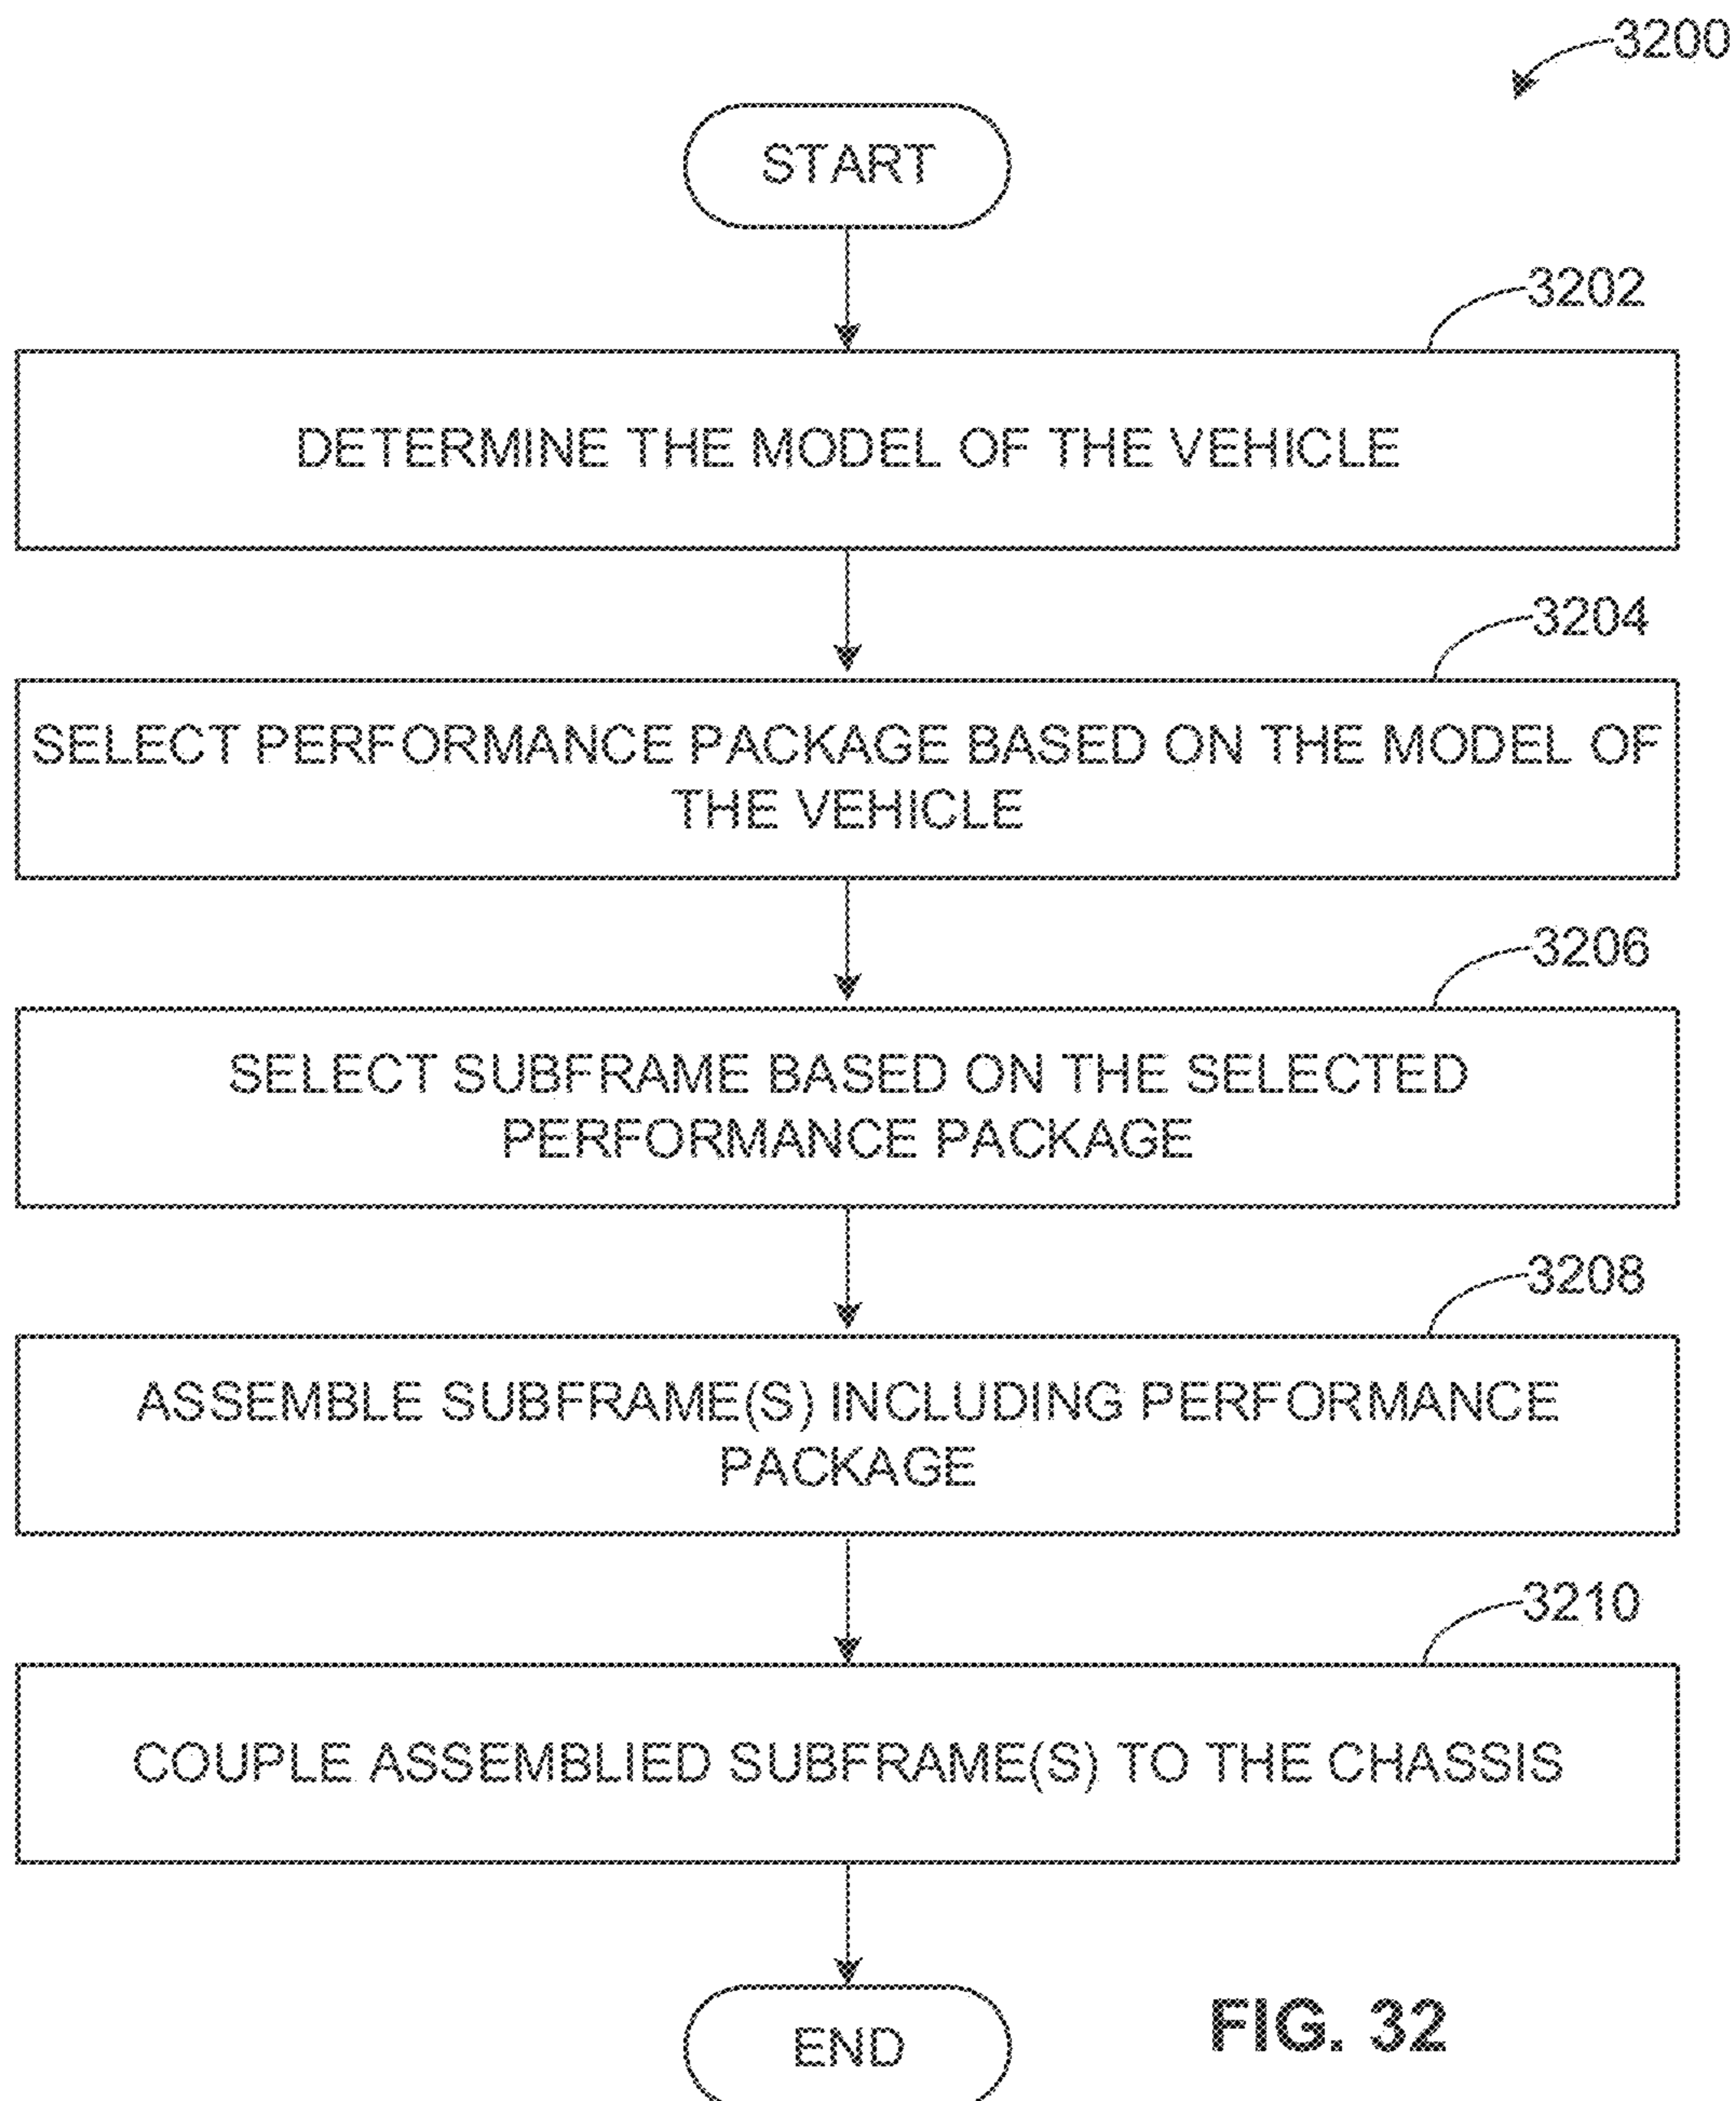 3200
START
3202
DETERMINE THE MODEL OF THE VEHICLE
3204
SELECT PERFORMANCE PACKAGE BASED ON THE MODEL OF
THE VEHICLE
3206
SELECT SUBFRAME BASED ON THE SELECTED
PERFORMANCE PACKAGE
3208
ASSEMBLE SUBFRAME(S) INCLUDING PERFORMANCE
PACKAGE
3210
COUPLE ASSEMBLIED SUBFRAME(S) TO THE CHASSIS
END
FIG. 32